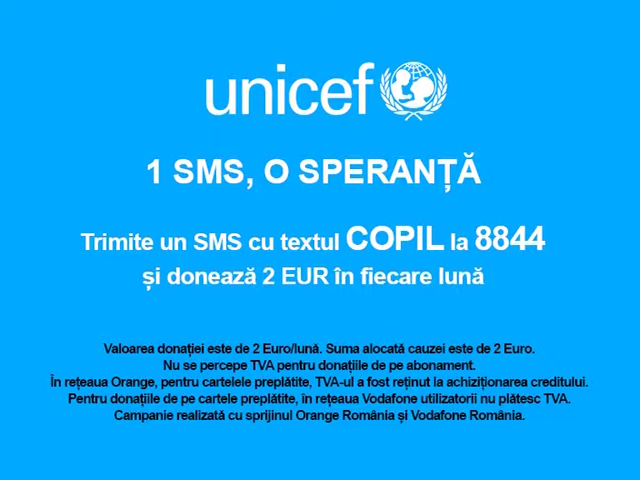 unicef
1 SMS, O SPERANȚĂ
Trimite un SMS cu textul COPIL la 8844
și donează 2 EUR în fiecare lună
Valoarea donației este de 2 Euro/lună. Suma alocată cauzei este de 2 Euro.
Nu se percepe TVA pentru donațiile de pe abonament.
În rețeaua Orange, pentru cartelele preplătite, TVA-ul a fost reținut la achiziționarea creditului.
Pentru donațiile de pe cartele preplătite, în rețeaua Vodafone utilizatorii nu plătesc TVA.
Campanie realizată cu sprijinul Orange România și Vodafone România.